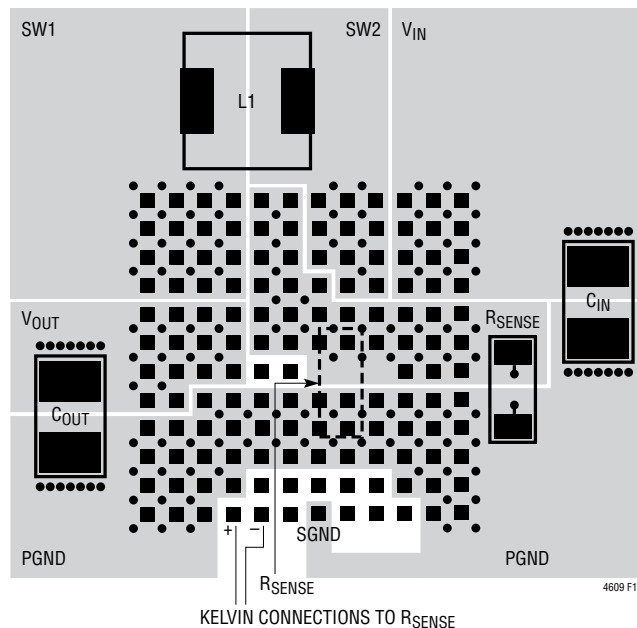 SW1
SW2
VIN
L1
CIN
VOUT
RSENSE
COUT
+ −
SGND
PGND
PGND
RSENSE
4609 F1
KELVIN CONNECTIONS TO RSENSE